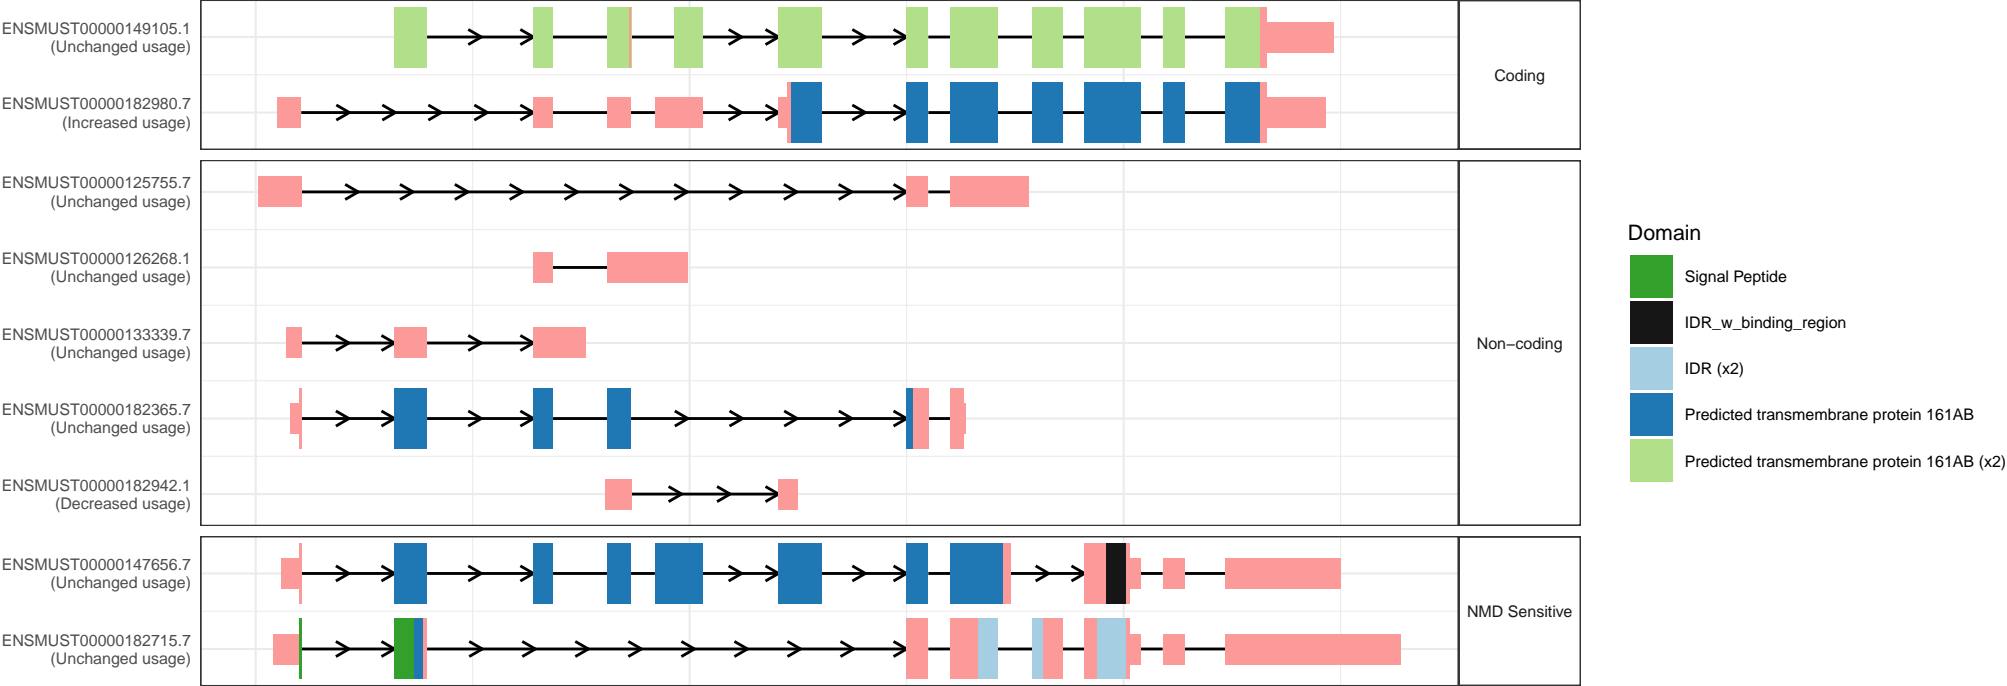 ENSMUST00000149105.1
(Unchanged usage)
ENSMUST00000182980.7
(Increased usage)
Coding
ENSMUST00000125755.7
(Unchanged usage)
ENSMUST00000126268.1
(Unchanged usage)
ENSMUST00000133339.7
(Unchanged usage)
ENSMUST00000182365.7
(Unchanged usage)
ENSMUST00000182942.1
(Decreased usage)
Non−coding
ENSMUST00000147656.7
(Unchanged usage)
ENSMUST00000182715.7
(Unchanged usage)
NMD Sensitive
Domain
Signal Peptide
IDR_w_binding_region
IDR (x2)
Predicted transmembrane protein 161AB
Predicted transmembrane protein 161AB (x2)